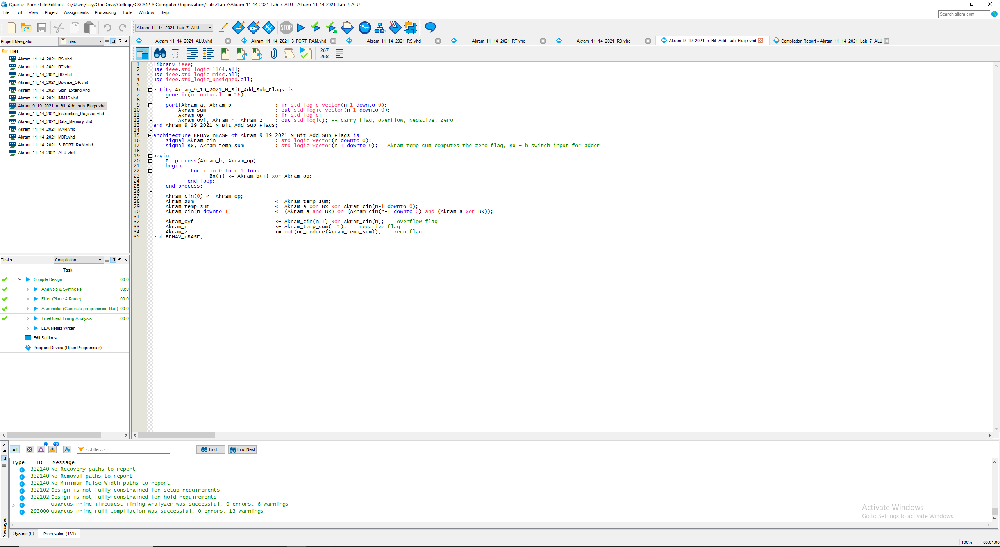 Quartus Prime Lite Edition - C:/Users/Izzy/OneDrive/College/CSC342_3 Computer Organization/Labs/Lab 7/Akram_11_14_2021_Lab_7_ALU - Akram_11_14_2021_Lab_7_ALU
File Edit View Project Assignments Processing Tools Window Help
Search altera.com
Akram_11_14_2021_Lab_7_ALU
STOP
Project Navigator
Files
Files
Akram_11_14_2021_RS.vhd
Akram_11_14_2021_RT.vhd
Akram_11_14_2021_RD.vhd
Akram_11_14_2021_Bitwise_OP.vhd
Akram_11_14_2021_Sign_Extend.vhd
Akram_11_14_2021_IMM16.vhd
Akram_9_19_2021_n_Bit_Add_sub_Flags.vhd
Akram_11_14_2021_Instruction_Register.vhd
Akram_11_14_2021_Data_Memory.vhd
Akram_11_14_2021_MAR.vhd
Akram_11_14_2021_MDR.vhd
Akram_11_14_2021_3_PORT_RAM.vhd
Akram_11_14_2021_ALU.vhd
Akram_11_14_2021_ALU.vhd Akram_11_14_2021_3_PORT_RAM.vhd Akram_11_14_2021_RS.vhd Akram_11_14_2021_RT.vhd Akram_11_14_2021_RD.vhd Akram_9_19_2021_n_Bit_Add_sub_Flags.vhd Compilation Report - Akram_11_14_2021_Lab_7_ALU
267
268
1 library ieee;
2 use ieee.std_logic_1164.all;
3 use ieee.std_logic_misc.all;
4 use ieee.std_logic_unsigned.all;
5
6 entity Akram_9_19_2021_N_Bit_Add_Sub_Flags is
7 generic(n: natural := 16);
8
9 port(Akram_a, Akram_b : in std_logic_vector(n-1 downto 0);
10 Akram_sum : out std_logic_vector(n-1 downto 0);
11 Akram_op : in std_logic;
12 Akram_ovf, Akram_n, Akram_z : out std_logic); -- carry flag, overflow, Negative, Zero
13 end Akram_9_19_2021_N_Bit_Add_Sub_Flags;
14
15 architecture BEHAV_nBASF of Akram_9_19_2021_N_Bit_Add_Sub_Flags is
16 signal Akram_cin : std_logic_vector(n downto 0);
17 signal Bx, Akram_temp_sum : std_logic_vector(n-1 downto 0); --Akram_temp_sum computes the zero flag, Bx = b switch input for adder
18
19 begin
20 P: process(Akram_b, Akram_op)
21 begin
22 for i in 0 to n-1 loop
23 Bx(i) <= Akram_b(i) xor Akram_op;
24 end loop;
25 end process;
26
27 Akram_cin(0) <= Akram_op;
28 Akram_sum <= Akram_temp_sum;
29 Akram_temp_sum <= Akram_a xor Bx xor Akram_cin(n-1 downto 0);
30 Akram_cin(n downto 1) <= (Akram_a and Bx) or (Akram_cin(n-1 downto 0) and (Akram_a xor Bx));
31
32 Akram_ovf <= Akram_cin(n-1) xor Akram_cin(n); -- overflow flag
33 Akram_n <= Akram_temp_sum(n-1); -- negative flag
34 Akram_z <= not(or_reduce(Akram_temp_sum)); -- zero flag
35 end BEHAV_nBASF;
Tasks
Compilation
Task
Compile Design 00:0
Analysis & Synthesis 00:0
Fitter (Place & Route) 00:0
Assembler (Generate programming files) 00:0
TimeQuest Timing Analysis 00:0
EDA Netlist Writer
Edit Settings
Program Device (Open Programmer)
All 3 10 <<Filter>> Find... Find Next
Type ID Message
332140 No Recovery paths to report
332140 No Removal paths to report
332140 No Minimum Pulse Width paths to report
332102 Design is not fully constrained for setup requirements
332102 Design is not fully constrained for hold requirements
Quartus Prime TimeQuest Timing Analyzer was successful. 0 errors, 6 warnings
293000 Quartus Prime Full Compilation was successful. 0 errors, 13 warnings
Messages
System (6) Processing (133)
Activate Windows
Go to Settings to activate Windows.
100% 00:01:00